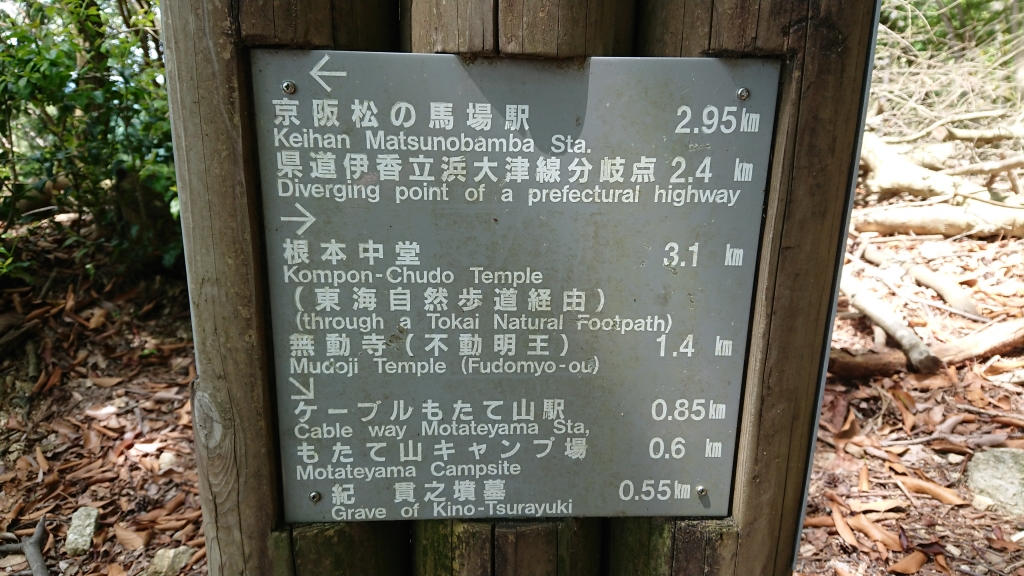 ←
京阪松の馬場駅 2.95km
Keihan Matsunobamba Sta.
県道伊香立浜大津線分岐点 2.4 km
Diverging point of a prefectural highway
→
根本中堂 3.1 km
Kompon-Chudo Temple
(東海自然歩道経由)
(through a Tokai Natural Footpath)
無動寺(不動明王) 1.4 km
Mudoji Temple (Fudomyo-ou)
↘
ケーブルもたて山駅 0.85km
Cable way Motateyama Sta,
もたて山キャンプ場 0.6 km
Motateyama Campsite
紀 貫之墳墓 0.55km
Grave of Kino-Tsurayuki